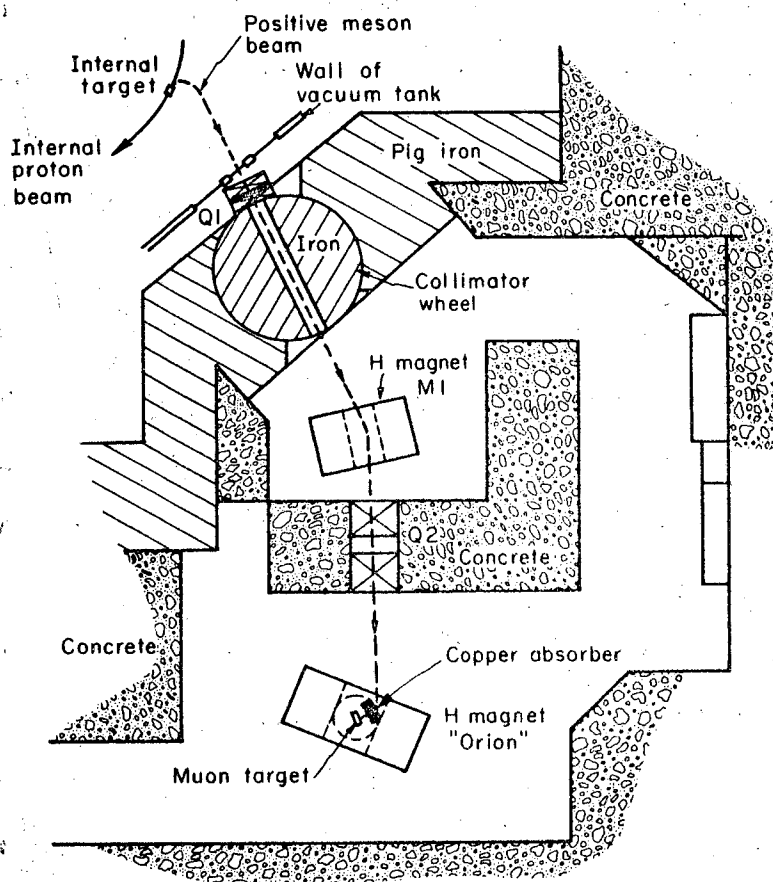 Positive meson
beam
Internal
target
Wall of
vacuum tank
Internal
proton
beam
Pig iron
Concrete
Q1
Iron
Collimator
wheel
H magnet
M1
Q2
Concrete
Concrete
Copper absorber
H magnet
"Orion"
Muon target